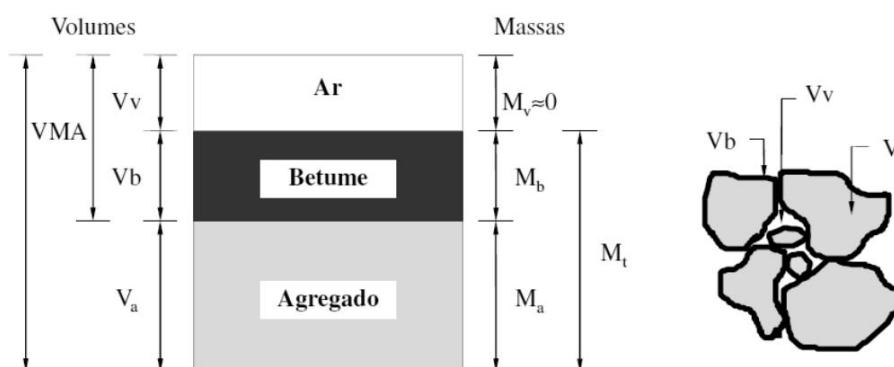 Volumes
Massas
Ar
Vv
VMA
Mv≈0
Vv
Vb
Vb
Betume
Mb
Mt
Va
Agregado
Ma